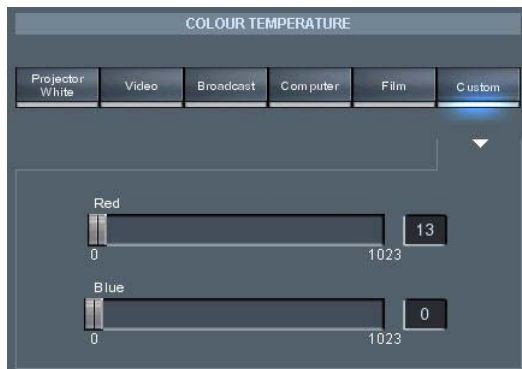 COLOUR TEMPERATURE
Projector White Video Broadcast Computer Film Custom
Red
13
0 1023
Blue
0
0 1023